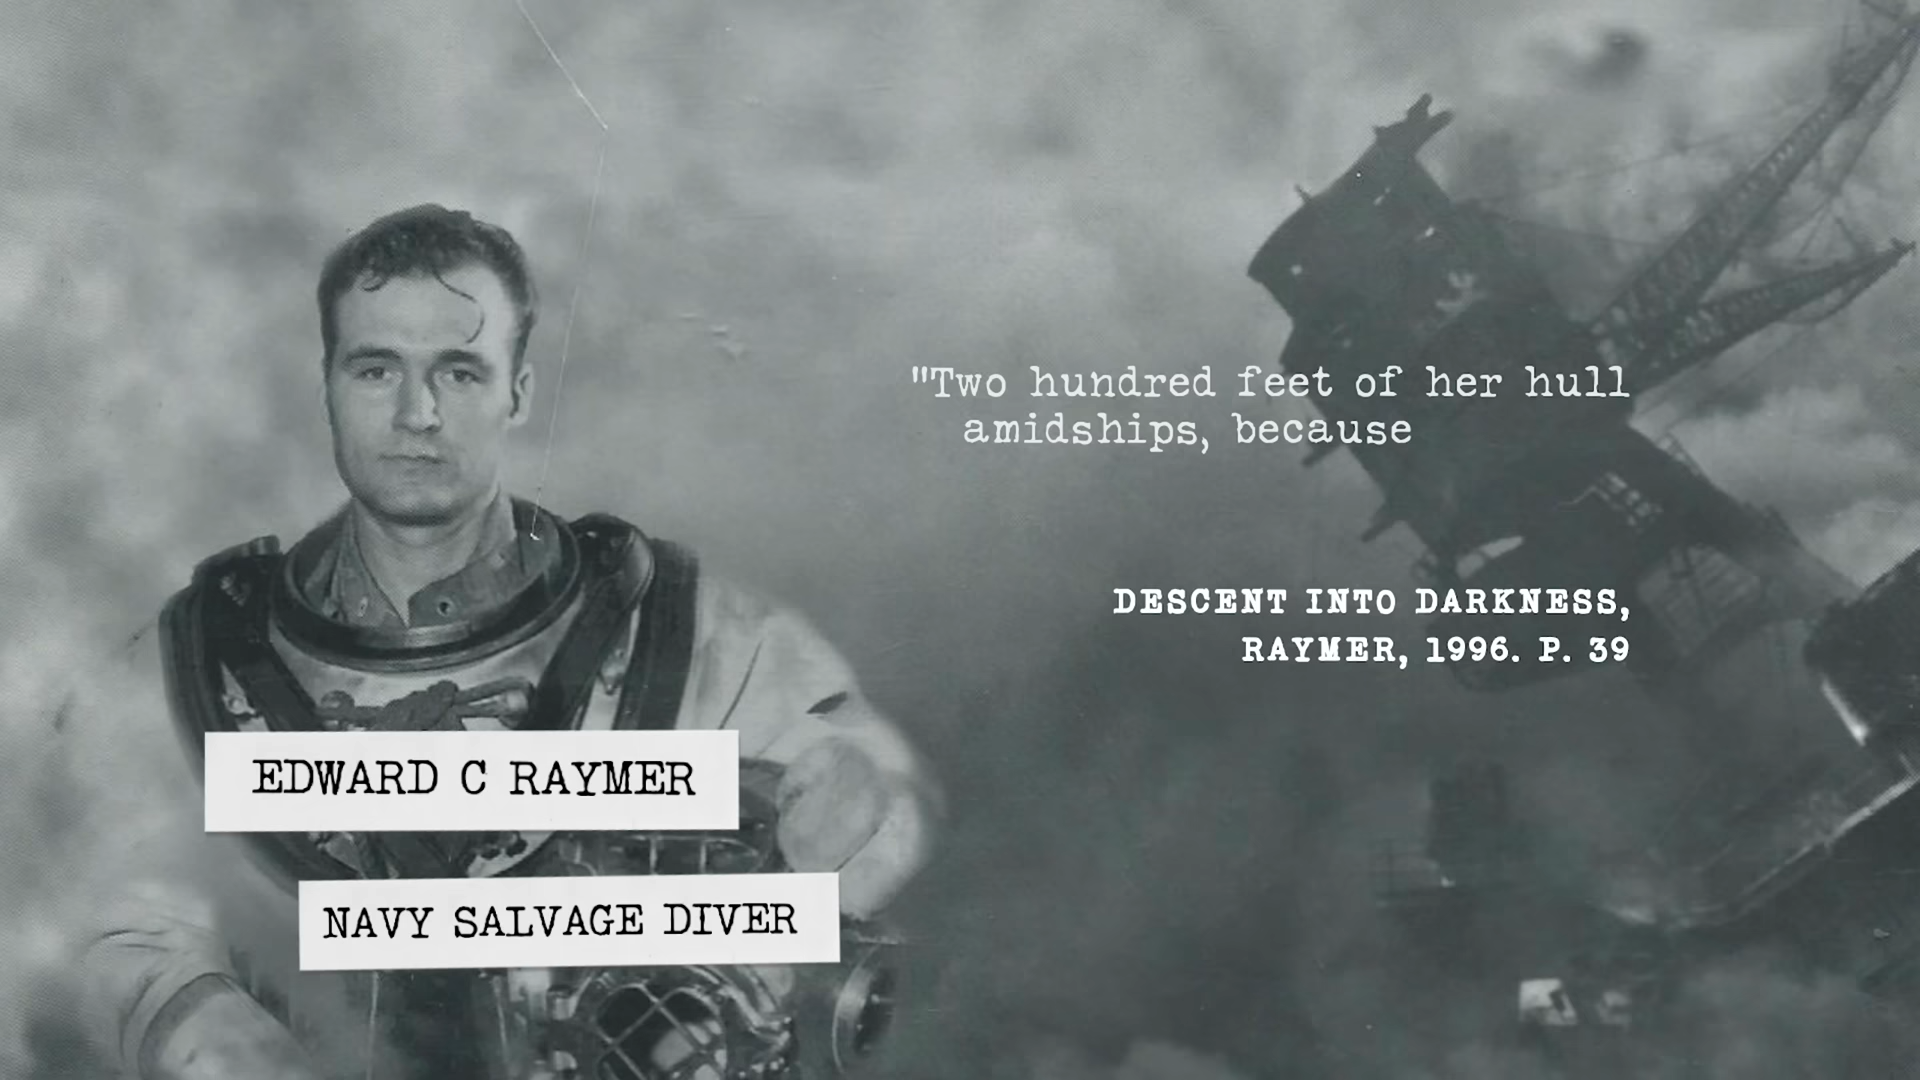 "Two hundred feet of her hull
amidships, because
DESCENT INTO DARKNESS,
RAYMER, 1996. P. 39
EDWARD C RAYMER
NAVY SALVAGE DIVER